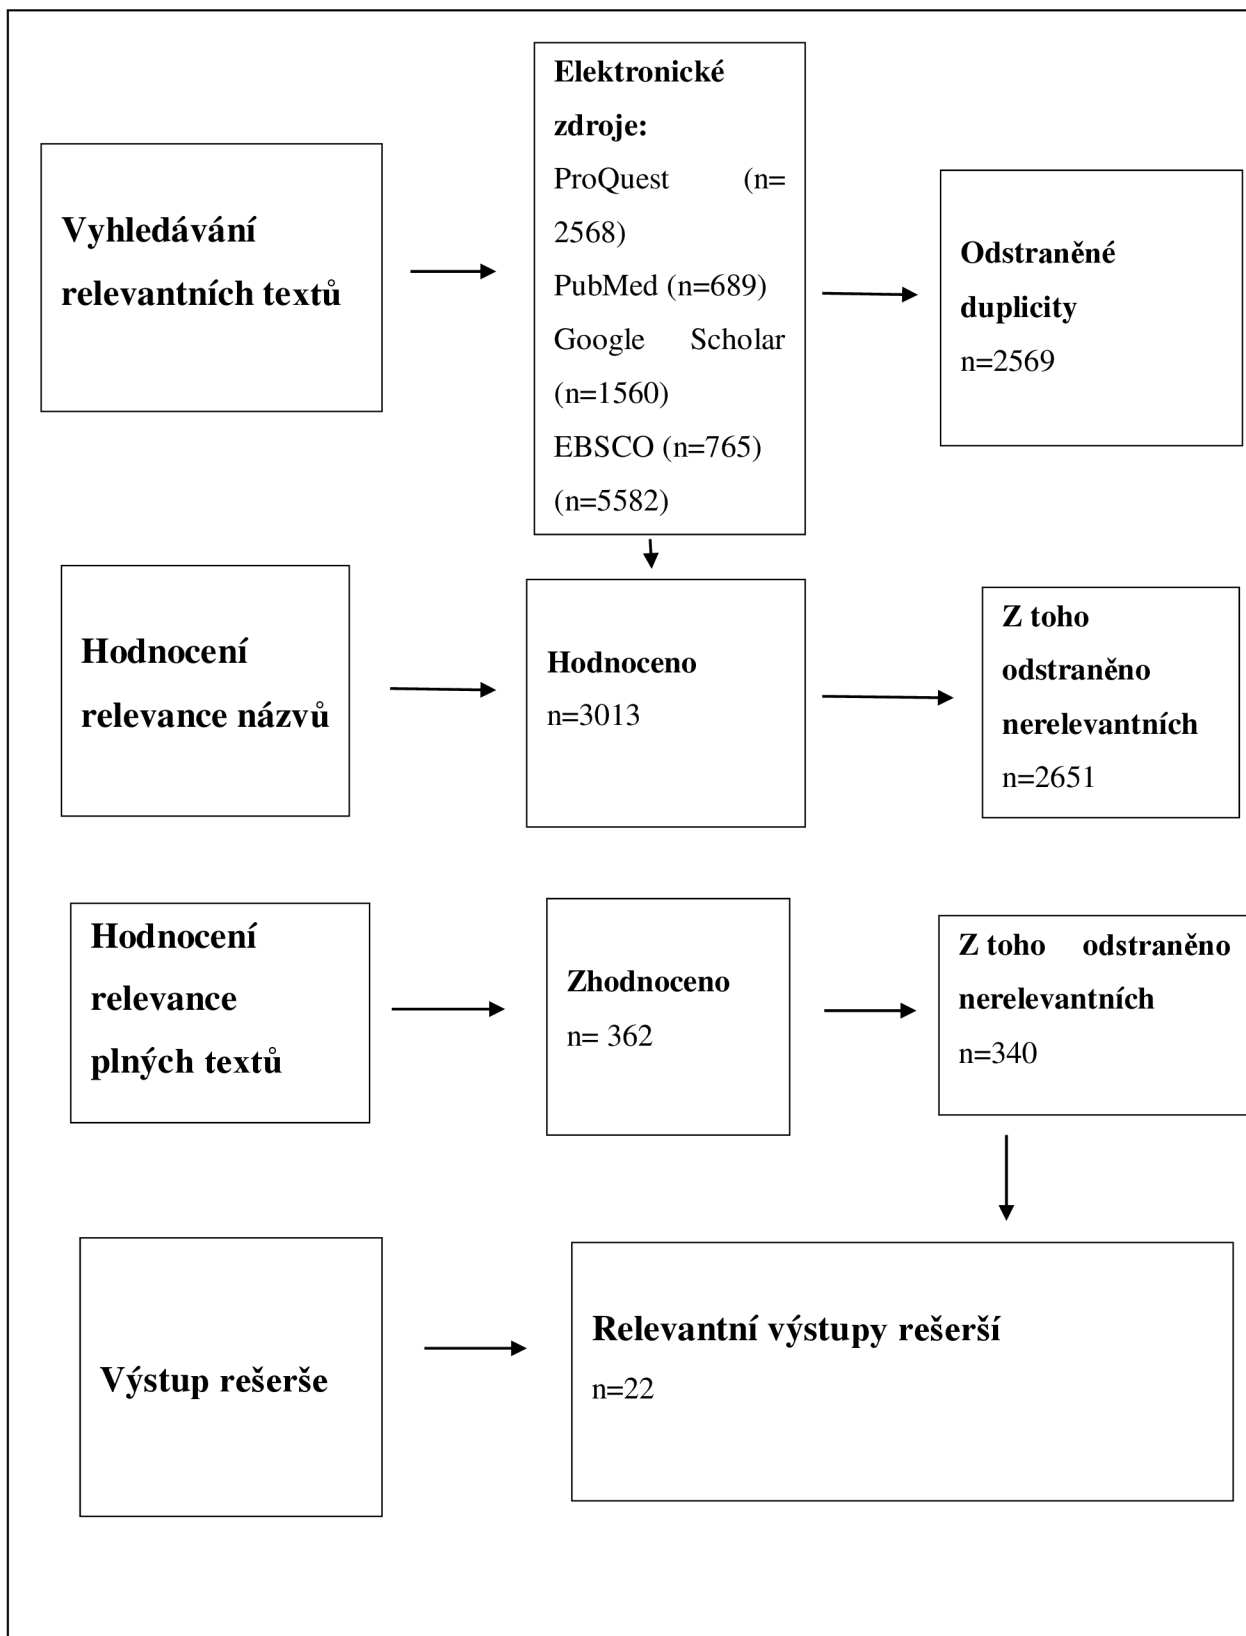 Vyhledávání
relevantních textů
Elektronické
zdroje:
ProQuest (n=
2568)
PubMed (n=689)
Google Scholar
(n=1560)
EBSCO (n=765)
(n=5582)
Odstraněné
duplicity
n=2569
Hodnocení
relevance názvů
Hodnoceno
n=3013
Z toho
odstraněno
nerelevantních
n=2651
Hodnocení
relevance
plných textů
Zhodnoceno
n= 362
Z toho odstraněno
nerelevantních
n=340
Výstup rešerše
Relevantní výstupy rešerší
n=22